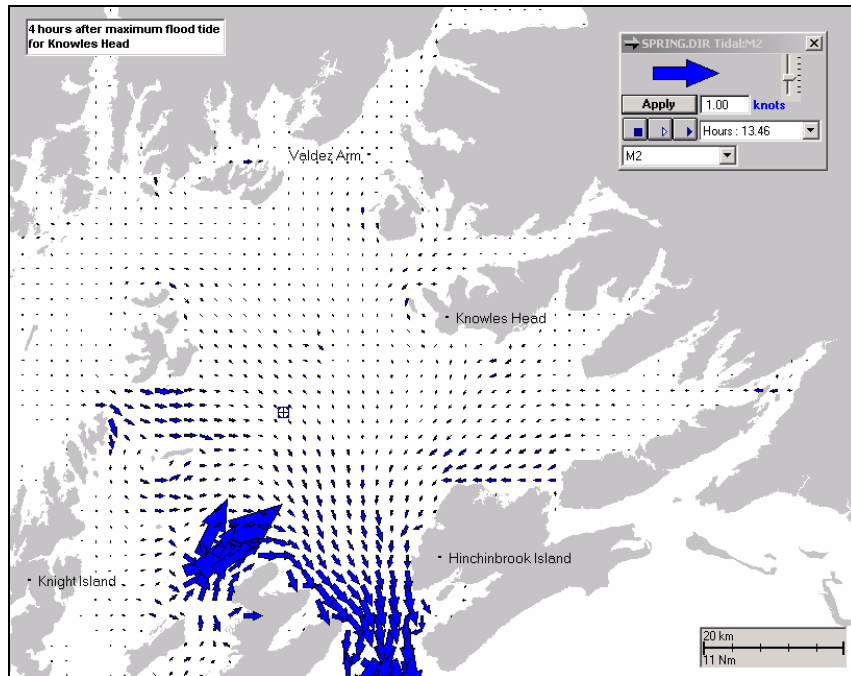 4 hours after maximum flood tide
for Knowles Head
SPRING.DIR Tidal:M2
Apply
1.00
knots
Hours : 13.46
M2
Valdez Arm
Knowles Head
Hinchinbrook Island
Knight Island
20 km
11 Nm